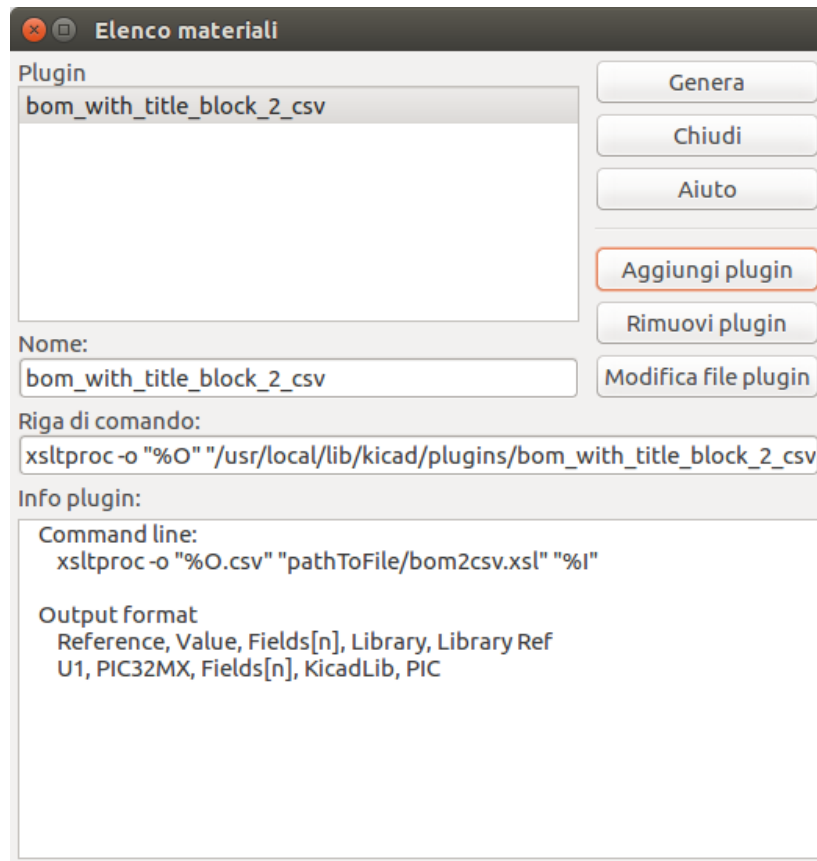 Elenco materiali
Plugin
bom_with_title_block_2_csv
Genera
Chiudi
Aiuto
Aggiungi plugin
Rimuovi plugin
Modifica file plugin
Nome:
bom_with_title_block_2_csv
Riga di comando:
xsltproc -o "%O" "/usr/local/lib/kicad/plugins/bom_with_title_block_2_csv
Info plugin:
Command line:
xsltproc -o "%O.csv" "pathToFile/bom2csv.xsl" "%I"
Output format
Reference, Value, Fields[n], Library, Library Ref
U1, PIC32MX, Fields[n], KicadLib, PIC